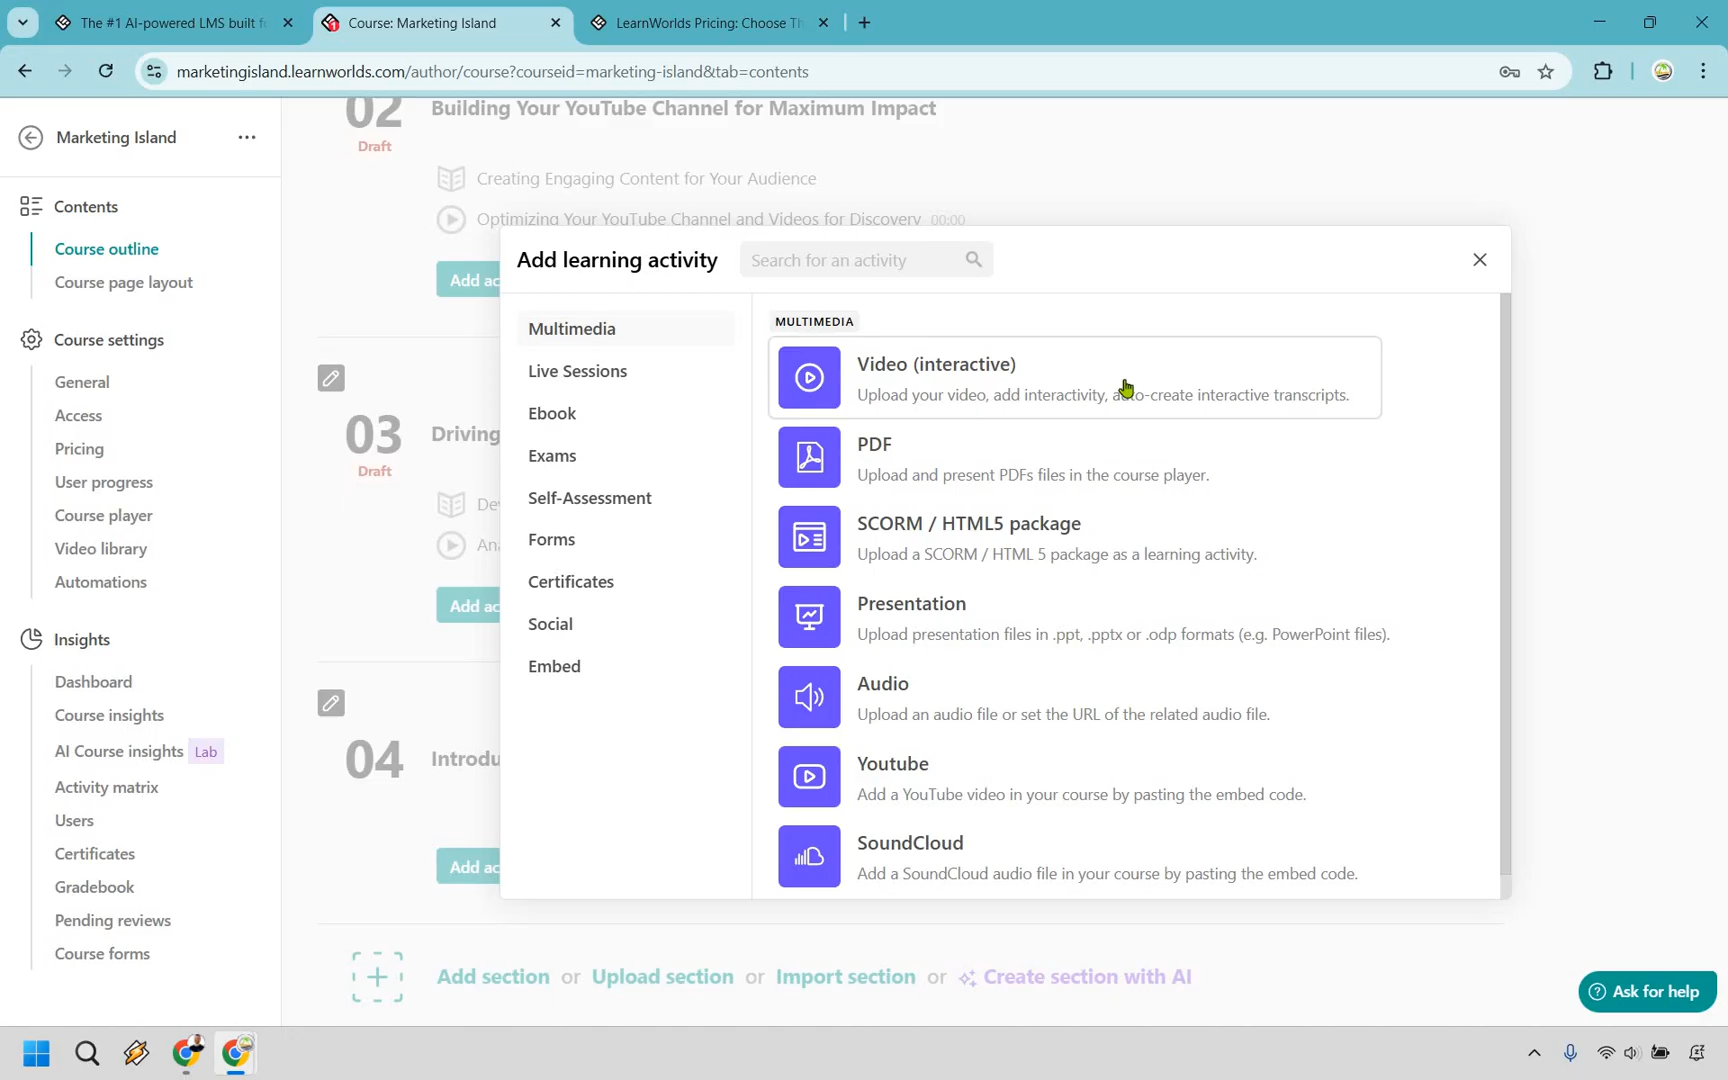 The #1 AI-powered LMS built f
Course: Marketing Island
LearnWorlds Pricing: Choose Th
marketingisland.learnworlds.com/author/course?courseid=marketing-island&tab=contents
Marketing Island
Contents
Course outline
Course page layout
Course settings
General
Access
Pricing
User progress
Course player
Video library
Automations
Insights
Dashboard
Course insights
AI Course insights Lab
Activity matrix
Users
Certificates
Gradebook
Pending reviews
Course forms
02 Building Your YouTube Channel for Maximum Impact
Draft
Creating Engaging Content for Your Audience
Optimizing Your YouTube Channel and Videos for Discovery 00:00
Add ac
03 Driving
Draft
De
Ana
Add ac
04 Introdu
Add ac
Add learning activity
Search for an activity
Multimedia
Live Sessions
Ebook
Exams
Self-Assessment
Forms
Certificates
Social
Embed
MULTIMEDIA
Video (interactive)
Upload your video, add interactivity, auto-create interactive transcripts.
PDF
Upload and present PDFs files in the course player.
SCORM / HTML5 package
Upload a SCORM / HTML 5 package as a learning activity.
Presentation
Upload presentation files in .ppt, .pptx or .odp formats (e.g. PowerPoint files).
Audio
Upload an audio file or set the URL of the related audio file.
Youtube
Add a YouTube video in your course by pasting the embed code.
SoundCloud
Add a SoundCloud audio file in your course by pasting the embed code.
Add section or Upload section or Import section or Create section with AI
Ask for help